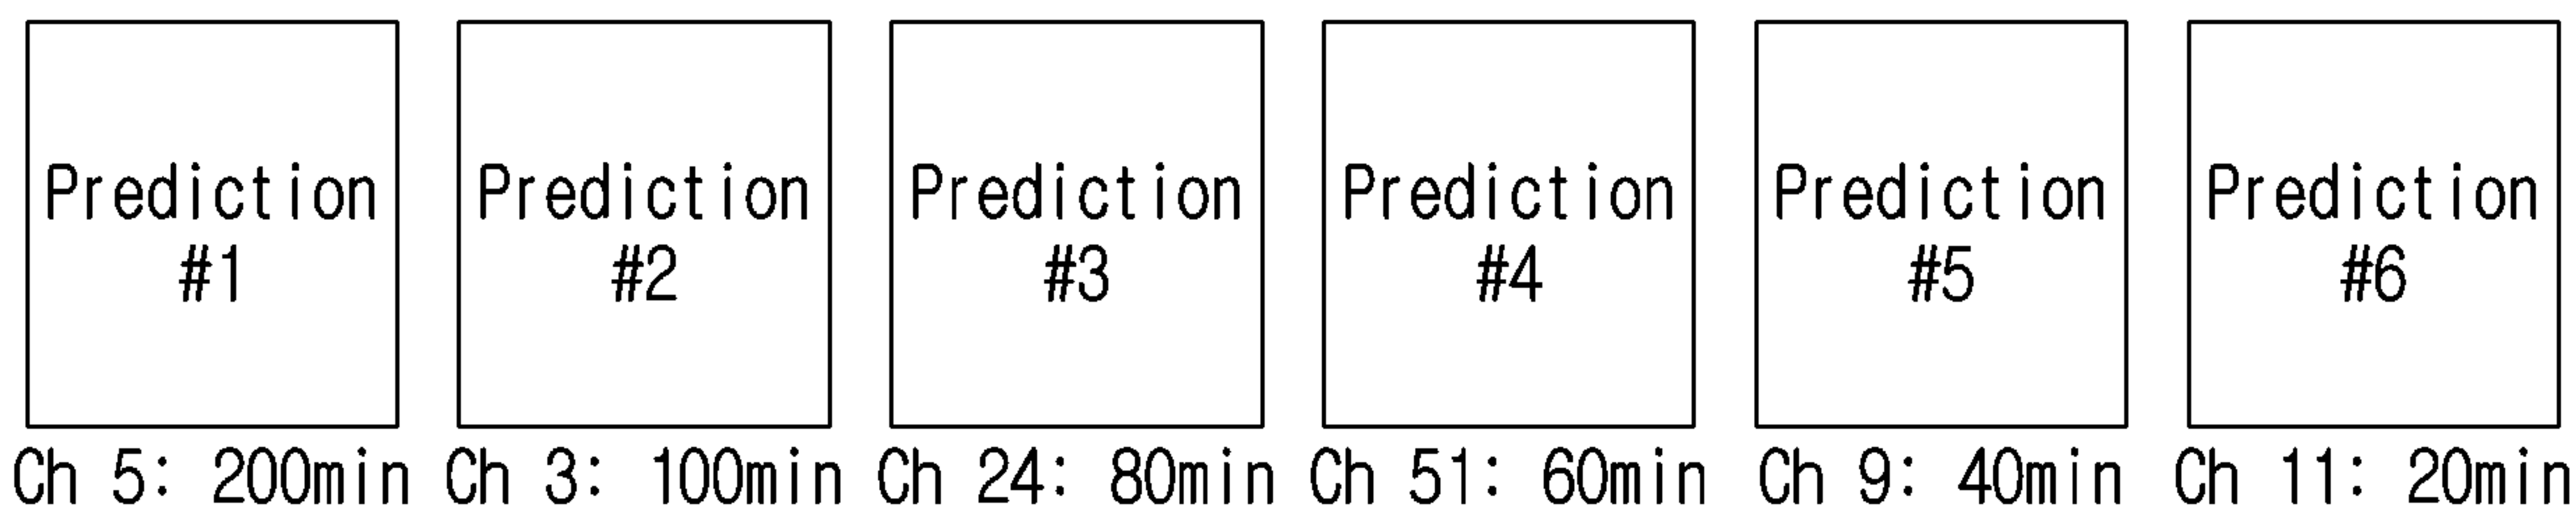 Prediction
#1
Prediction
#2
Prediction
#3
Prediction
#4
Prediction
#5
Prediction
#6
Ch 5: 200min
Ch 3: 100min
Ch 24: 80min
Ch 51: 60min
Ch 9: 40min
Ch 11: 20min